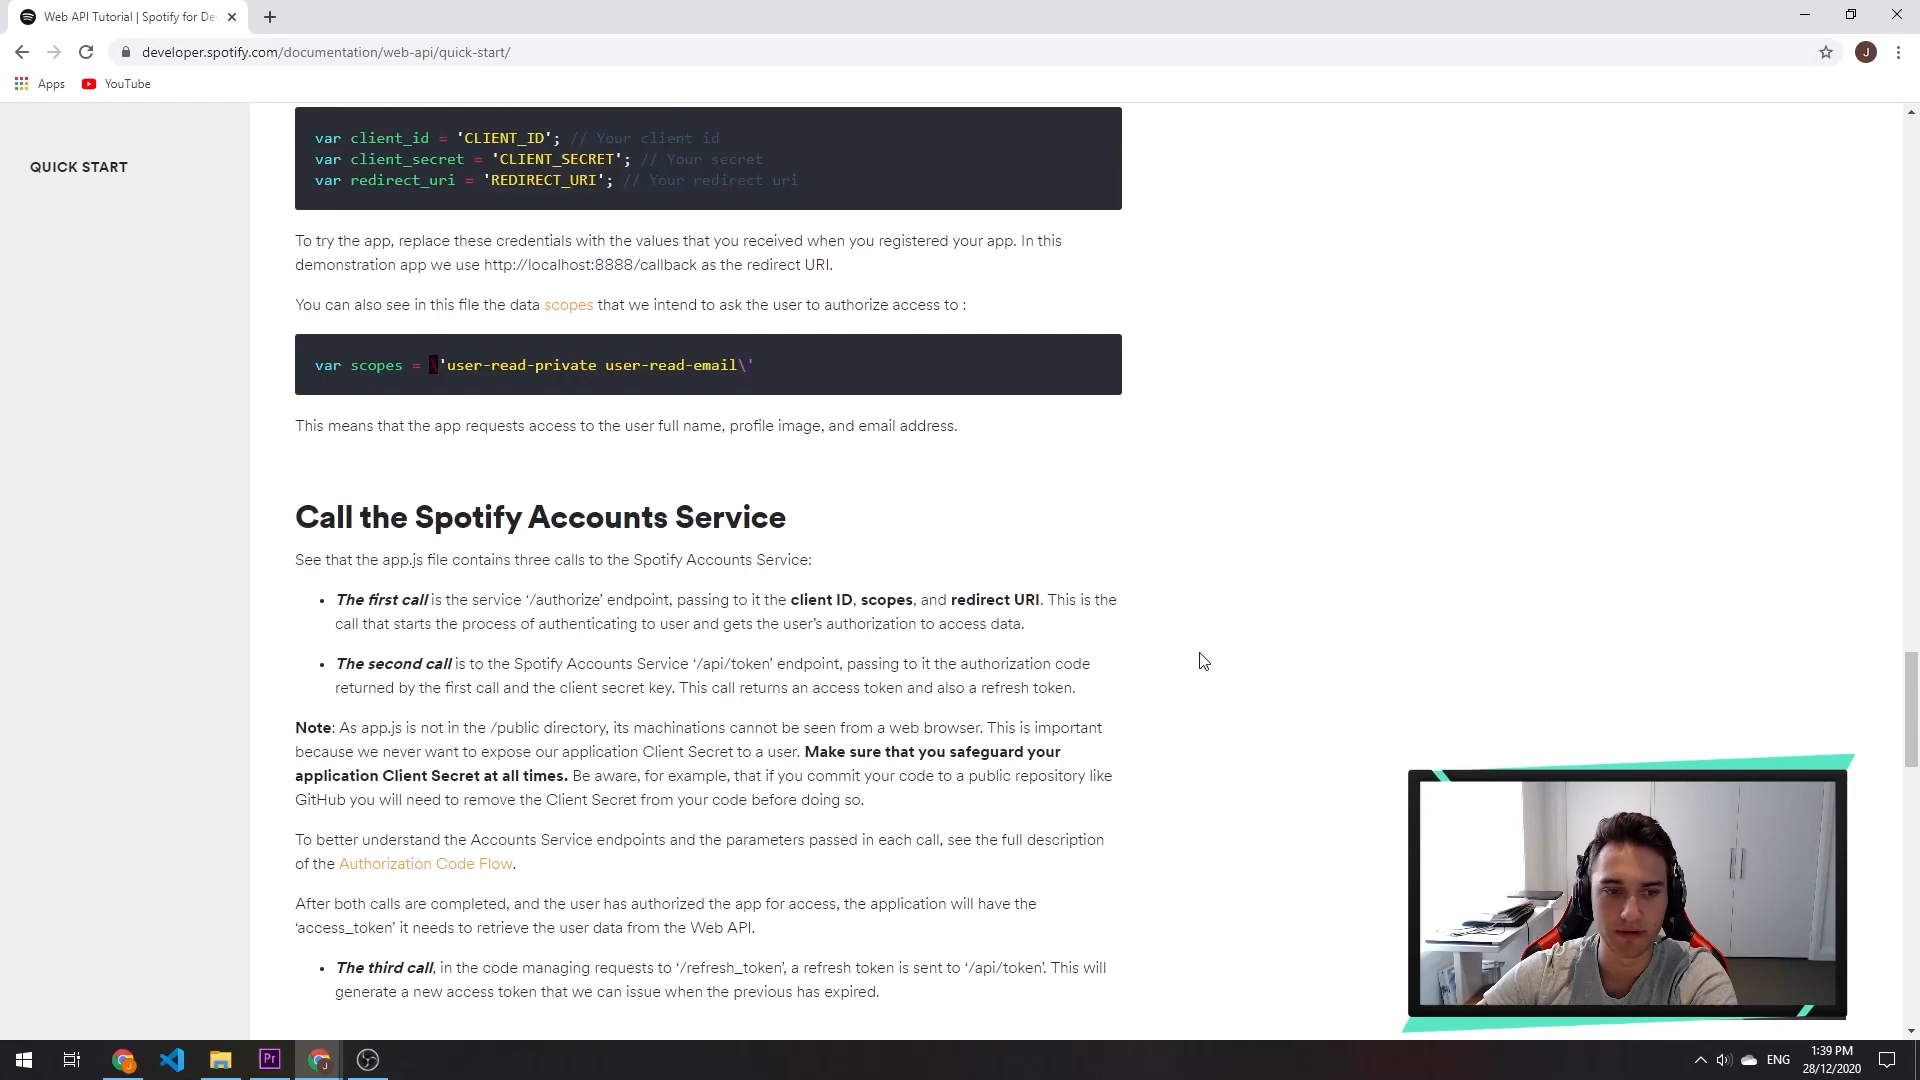 Web API Tutorial | Spotify for De
developer.spotify.com/documentation/web-api/quick-start/
J
Apps
YouTube
QUICK START
var client_id = 'CLIENT_ID'; // Your client id
var client_secret = 'CLIENT_SECRET'; // Your secret
var redirect_uri = 'REDIRECT_URI'; // Your redirect uri
To try the app, replace these credentials with the values that you received when you registered your app. In this
demonstration app we use http://localhost:8888/callback as the redirect URI.
You can also see in this file the data scopes that we intend to ask the user to authorize access to :
var scopes = \'user-read-private user-read-email\'
This means that the app requests access to the user full name, profile image, and email address.
Call the Spotify Accounts Service
See that the app.js file contains three calls to the Spotify Accounts Service:
• The first call is the service ‘/authorize’ endpoint, passing to it the client ID, scopes, and redirect URI. This is the
call that starts the process of authenticating to user and gets the user’s authorization to access data.
• The second call is to the Spotify Accounts Service ‘/api/token’ endpoint, passing to it the authorization code
returned by the first call and the client secret key. This call returns an access token and also a refresh token.
Note: As app.js is not in the /public directory, its machinations cannot be seen from a web browser. This is important
because we never want to expose our application Client Secret to a user. Make sure that you safeguard your
application Client Secret at all times. Be aware, for example, that if you commit your code to a public repository like
GitHub you will need to remove the Client Secret from your code before doing so.
To better understand the Accounts Service endpoints and the parameters passed in each call, see the full description
of the Authorization Code Flow.
After both calls are completed, and the user has authorized the app for access, the application will have the
‘access_token’ it needs to retrieve the user data from the Web API.
• The third call, in the code managing requests to ‘/refresh_token’, a refresh token is sent to ‘/api/token’. This will
generate a new access token that we can issue when the previous has expired.
Pr
ENG
1:39 PM
28/12/2020